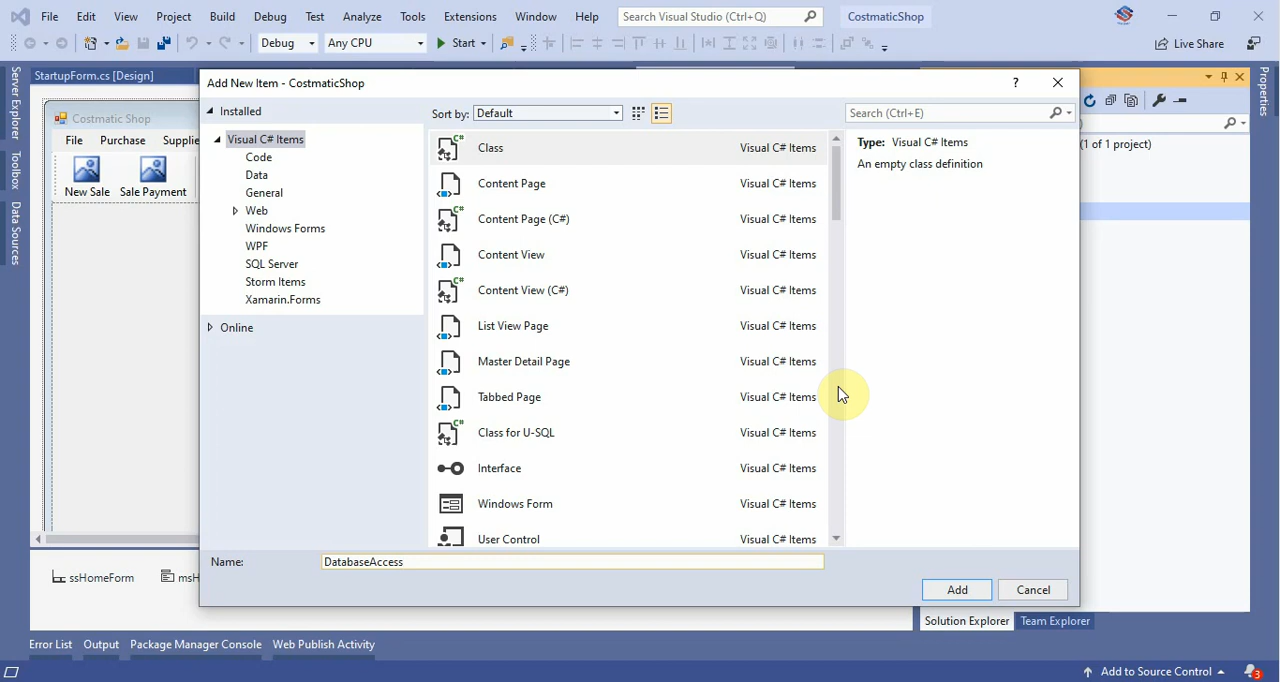 File Edit View Project Build Debug Test Analyze Tools Extensions Window Help Search Visual Studio (Ctrl+Q) CostmaticShop
Debug Any CPU Start Live Share
StartupForm.cs [Design]
Server Explorer
Toolbox
Data Sources
Properties
Costmatic Shop
File Purchase Supplie
New Sale Sale Payment
Add New Item - CostmaticShop ?
Installed
Sort by: Default
Search (Ctrl+E)
Visual C# Items
Code
Data
General
Web
Windows Forms
WPF
SQL Server
Storm Items
Xamarin.Forms
Online
Class Visual C# Items
Content Page Visual C# Items
Content Page (C#) Visual C# Items
Content View Visual C# Items
Content View (C#) Visual C# Items
List View Page Visual C# Items
Master Detail Page Visual C# Items
Tabbed Page Visual C# Items
Class for U-SQL Visual C# Items
Interface Visual C# Items
Windows Form Visual C# Items
User Control Visual C# Items
Type: Visual C# Items
An empty class definition
(1 of 1 project)
Name: DatabaseAccess
Add Cancel
ssHomeForm msH
Solution Explorer Team Explorer
Error List Output Package Manager Console Web Publish Activity
Add to Source Control 3